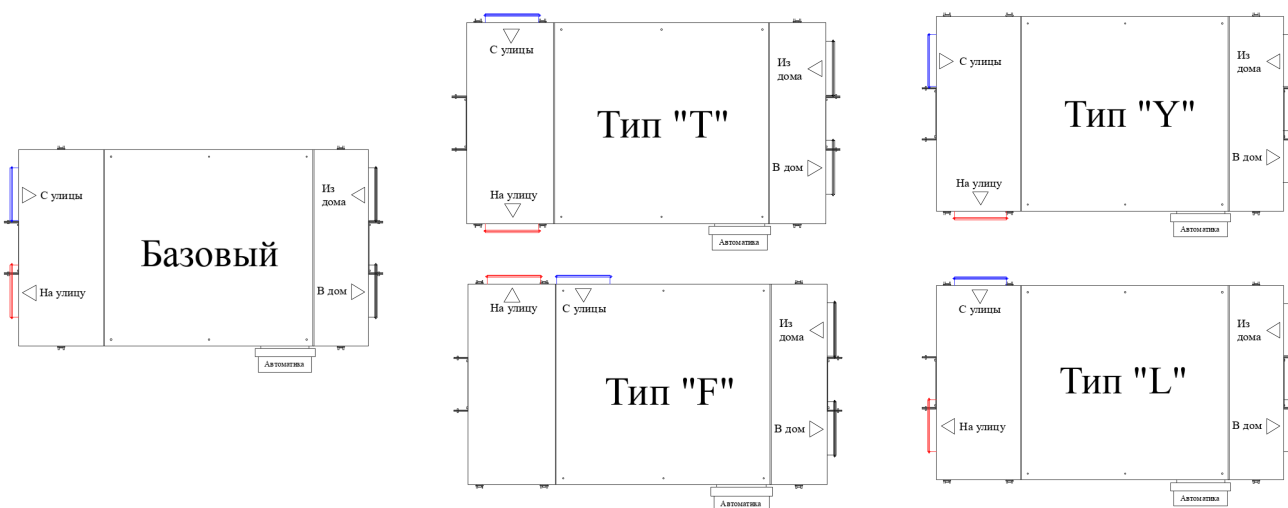 С улицы
Из
дома
Базовый
На улицу
В дом
Автоматика
С улицы
Из
дома
Тип "Т"
В дом
На улицу
Автоматика
С улицы
Из
дома
Тип "Y"
В дом
На улицу
Автоматика
На улицу
С улицы
Из
дома
Тип "F"
В дом
Автоматика
С улицы
Из
дома
Тип "L"
На улицу
В дом
Автоматика